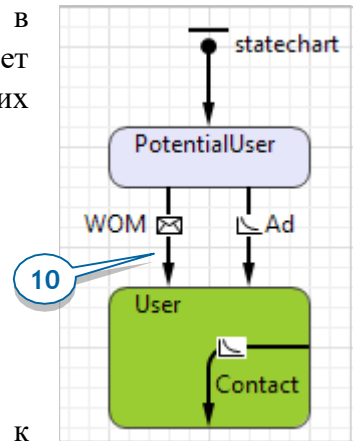 в
ет
их
statechart
PotentialUser
WOM Ad
10
User
Contact
к